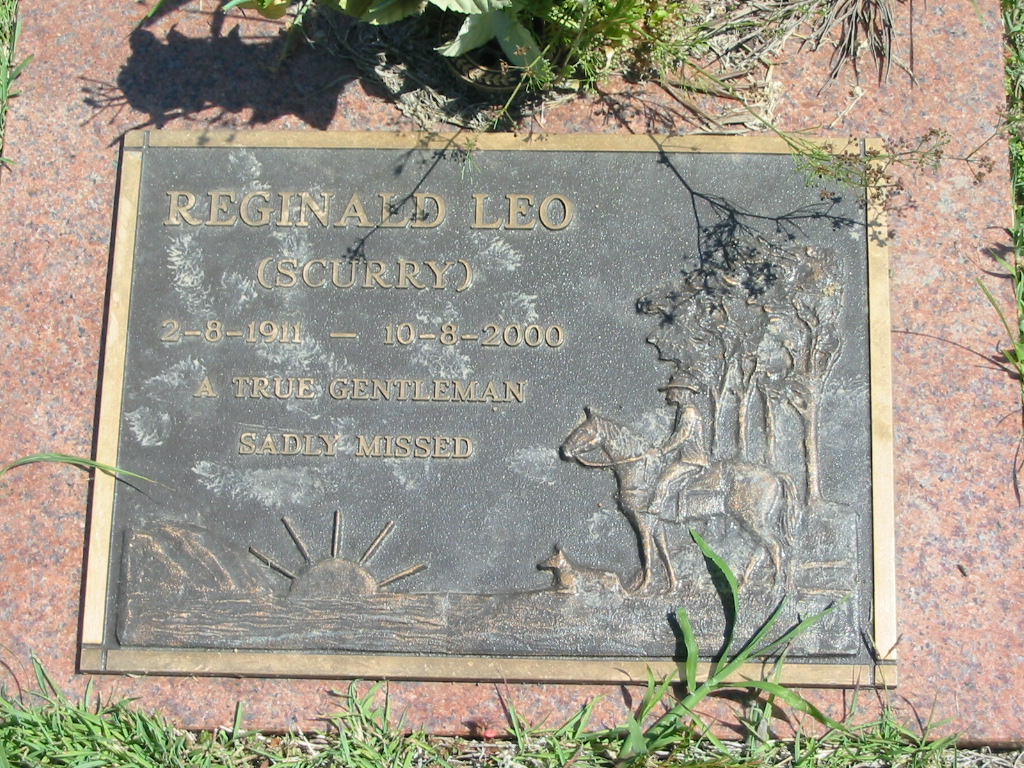 REGINALD LEO
(SCURRY)
2-8-1911 - 10-8-2000
A TRUE GENTLEMAN
SADLY MISSED